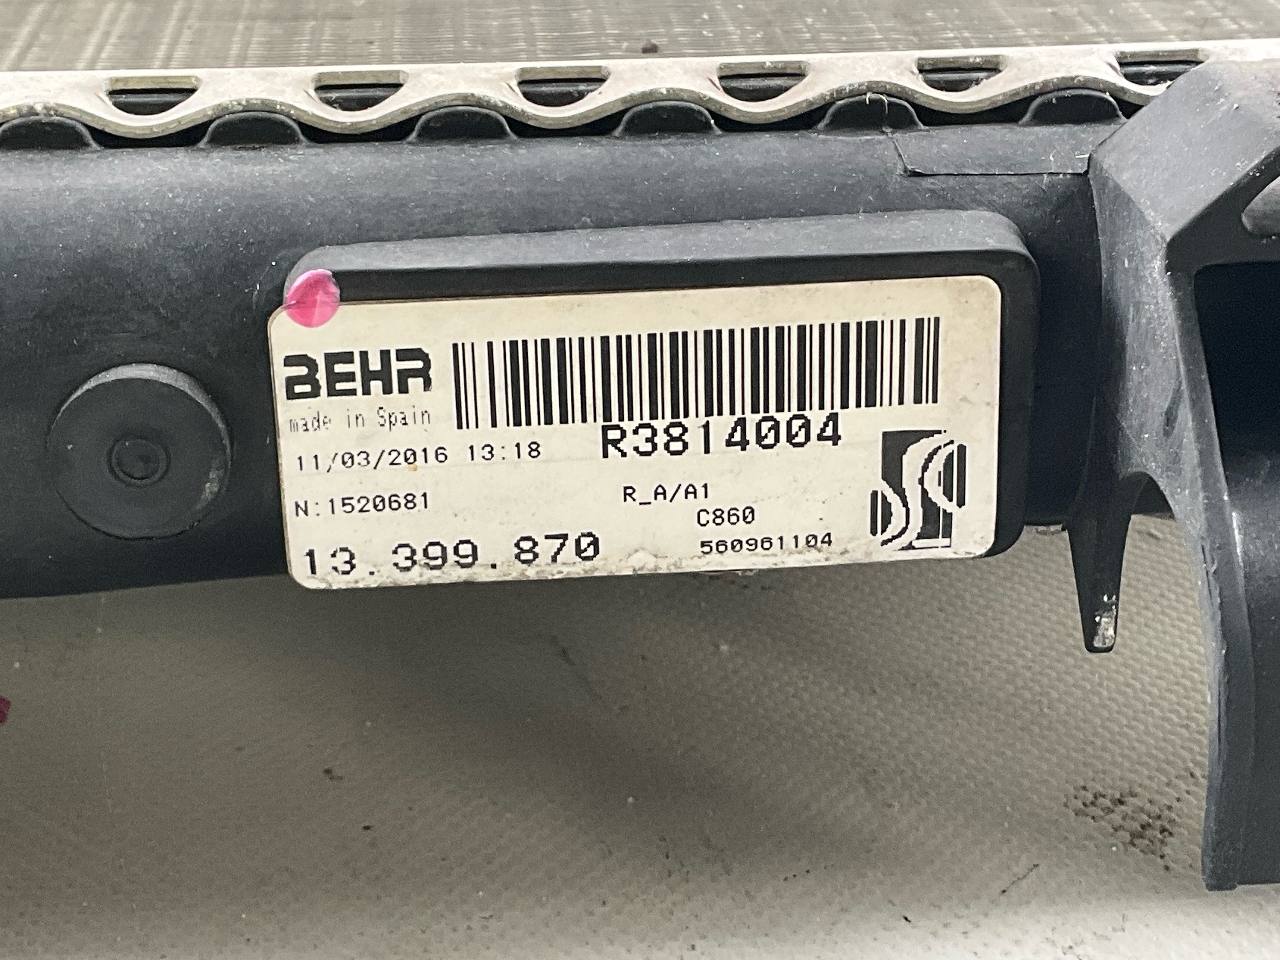 BEHR
made in Spain
11/03/2016 13:18
R3814004
N:1520681
R_A/A1
C860
13.399.870
560961104